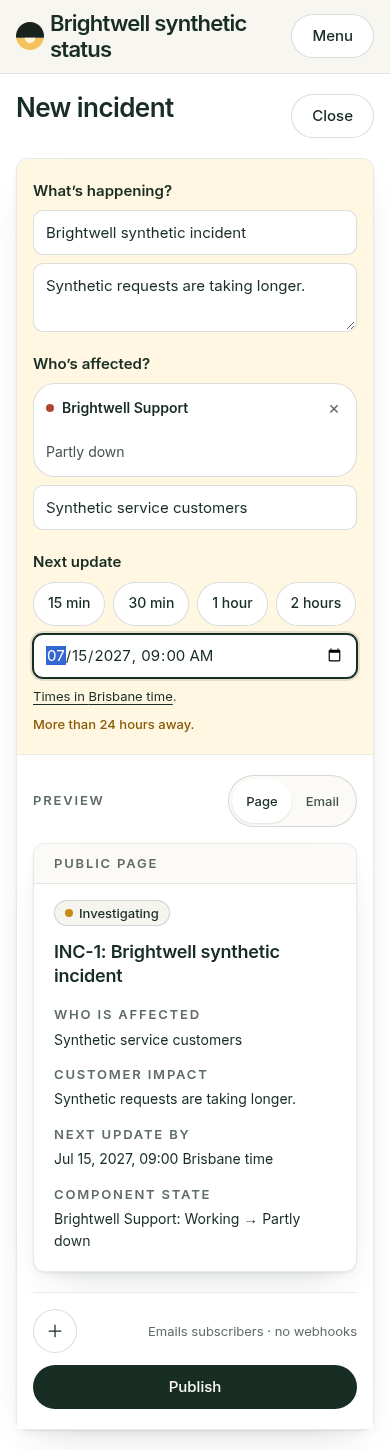 Brightwell synthetic
status
Menu
New incident
Close
What's happening?
Brightwell synthetic incident
Synthetic requests are taking longer.
Who's affected?
Brightwell Support
×
Partly down
Synthetic service customers
Next update
15 min
30 min
1 hour
2 hours
07/15/2027, 09:00 AM
Times in Brisbane time.
More than 24 hours away.
PREVIEW
Page
Email
PUBLIC PAGE
Investigating
INC-1: Brightwell synthetic
incident
WHO IS AFFECTED
Synthetic service customers
CUSTOMER IMPACT
Synthetic requests are taking longer.
NEXT UPDATE BY
Jul 15, 2027, 09:00 Brisbane time
COMPONENT STATE
Brightwell Support: Working → Partly
down
+
Emails subscribers · no webhooks
Publish